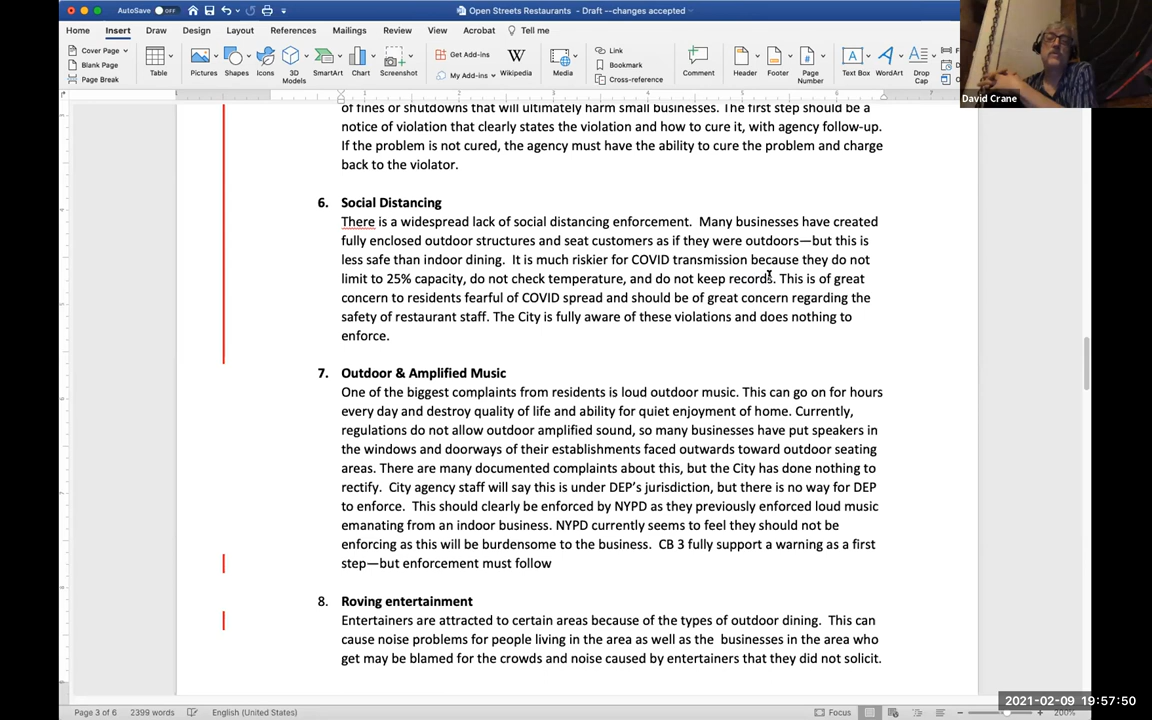 AutoSave OFF
Open Streets Restaurants - Draft --changes accepted
Home Insert Draw Design Layout References Mailings Review View Acrobat Tell me
Cover Page
Blank Page
Page Break
Table
Pictures
Shapes
Icons
3D
Models
SmartArt
Chart
Screenshot
Get Add-ins
My Add-ins
Wikipedia
Media
Link
Bookmark
Cross-reference
Comment
Header
Footer
Page
Number
Text Box
WordArt
Drop
Cap
David Crane
of fines or shutdowns that will ultimately harm small businesses. The first step should be a
notice of violation that clearly states the violation and how to cure it, with agency follow-up.
If the problem is not cured, the agency must have the ability to cure the problem and charge
back to the violator.
6. Social Distancing
There is a widespread lack of social distancing enforcement.  Many businesses have created
fully enclosed outdoor structures and seat customers as if they were outdoors—but this is
less safe than indoor dining.  It is much riskier for COVID transmission because they do not
limit to 25% capacity, do not check temperature, and do not keep records. This is of great
concern to residents fearful of COVID spread and should be of great concern regarding the
safety of restaurant staff. The City is fully aware of these violations and does nothing to
enforce.
7. Outdoor & Amplified Music
One of the biggest complaints from residents is loud outdoor music. This can go on for hours
every day and destroy quality of life and ability for quiet enjoyment of home. Currently,
regulations do not allow outdoor amplified sound, so many businesses have put speakers in
the windows and doorways of their establishments faced outwards toward outdoor seating
areas. There are many documented complaints about this, but the City has done nothing to
rectify.  City agency staff will say this is under DEP's jurisdiction, but there is no way for DEP
to enforce.  This should clearly be enforced by NYPD as they previously enforced loud music
emanating from an indoor business. NYPD currently seems to feel they should not be
enforcing as this will be burdensome to the business.  CB 3 fully support a warning as a first
step—but enforcement must follow
8. Roving entertainment
Entertainers are attracted to certain areas because of the types of outdoor dining.  This can
cause noise problems for people living in the area as well as the  businesses in the area who
get may be blamed for the crowds and noise caused by entertainers that they did not solicit.
Page 3 of 6 2399 words English (United States) Focus 200%
2021-02-09 19:57:50